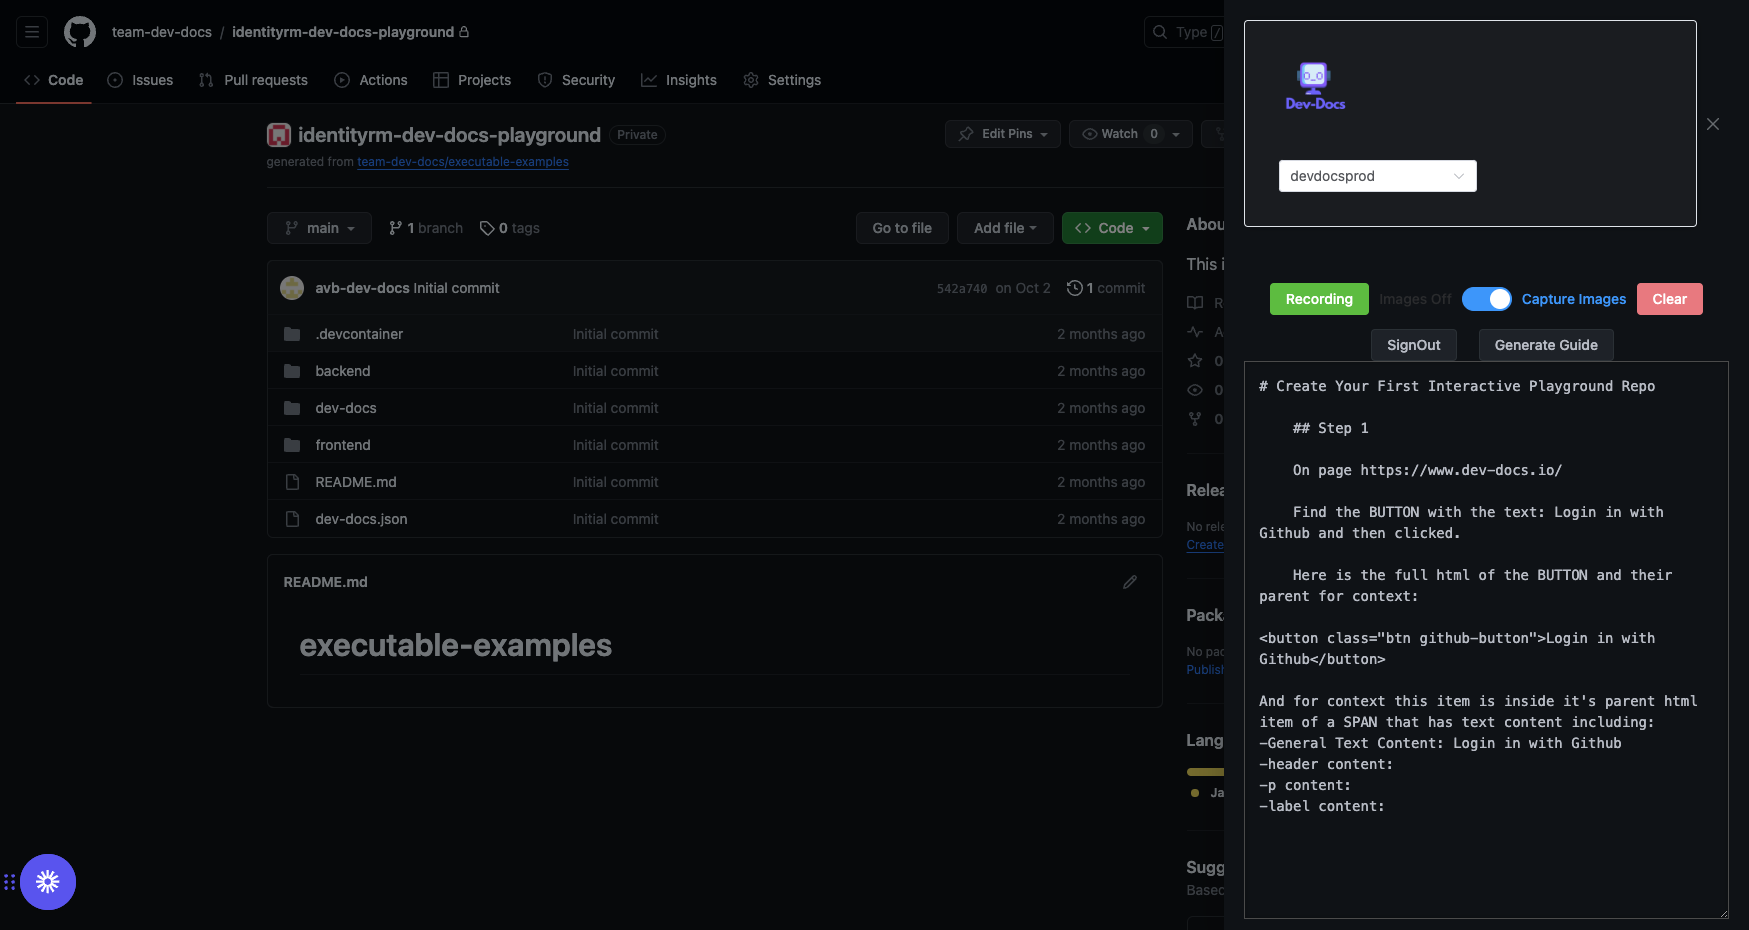 team-dev-docs / identityrm-dev-docs-playground
Type /
Code
Issues
Pull requests
Actions
Projects
Security
Insights
Settings
identityrm-dev-docs-playground Private
generated from team-dev-docs/executable-examples
Edit Pins
Watch 0
main
1 branch
0 tags
Go to file
Add file
Code
avb-dev-docs Initial commit
542a740 on Oct 2
1 commit
.devcontainer Initial commit 2 months ago
backend Initial commit 2 months ago
dev-docs Initial commit 2 months ago
frontend Initial commit 2 months ago
README.md Initial commit 2 months ago
dev-docs.json Initial commit 2 months ago
README.md
executable-examples
Abou
This i
R
A
0
0
0
Relea
No rele
Create
Packa
No pac
Publish
Lang
Ja
Sugg
Based
o_o
Dev-Docs
devdocsprod
Recording
Images Off
Capture Images
Clear
SignOut
Generate Guide
# Create Your First Interactive Playground Repo
## Step 1
On page https://www.dev-docs.io/
Find the BUTTON with the text: Login in with
Github and then clicked.
Here is the full html of the BUTTON and their
parent for context:
<button class="btn github-button">Login in with
Github</button>
And for context this item is inside it's parent html
item of a SPAN that has text content including:
-General Text Content: Login in with Github
-header content:
-p content:
-label content: